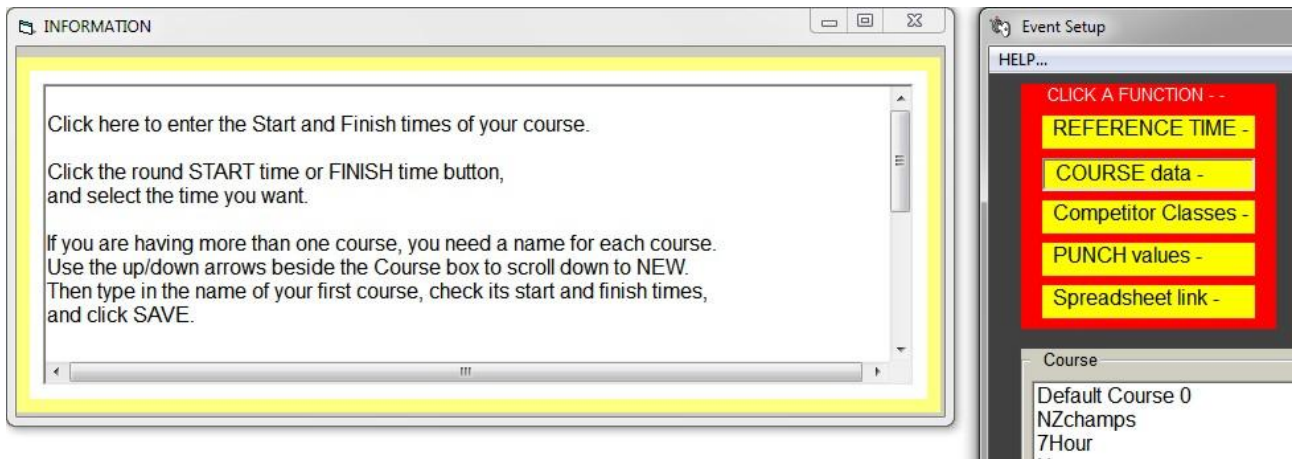 INFORMATION
Click here to enter the Start and Finish times of your course.
Click the round START time or FINISH time button,
and select the time you want.
If you are having more than one course, you need a name for each course.
Use the up/down arrows beside the Course box to scroll down to NEW.
Then type in the name of your first course, check its start and finish times,
and click SAVE.
Event Setup
HELP...
CLICK A FUNCTION - -
REFERENCE TIME -
COURSE data -
Competitor Classes -
PUNCH values -
Spreadsheet link -
Course
Default Course 0
NZchamps
7Hour